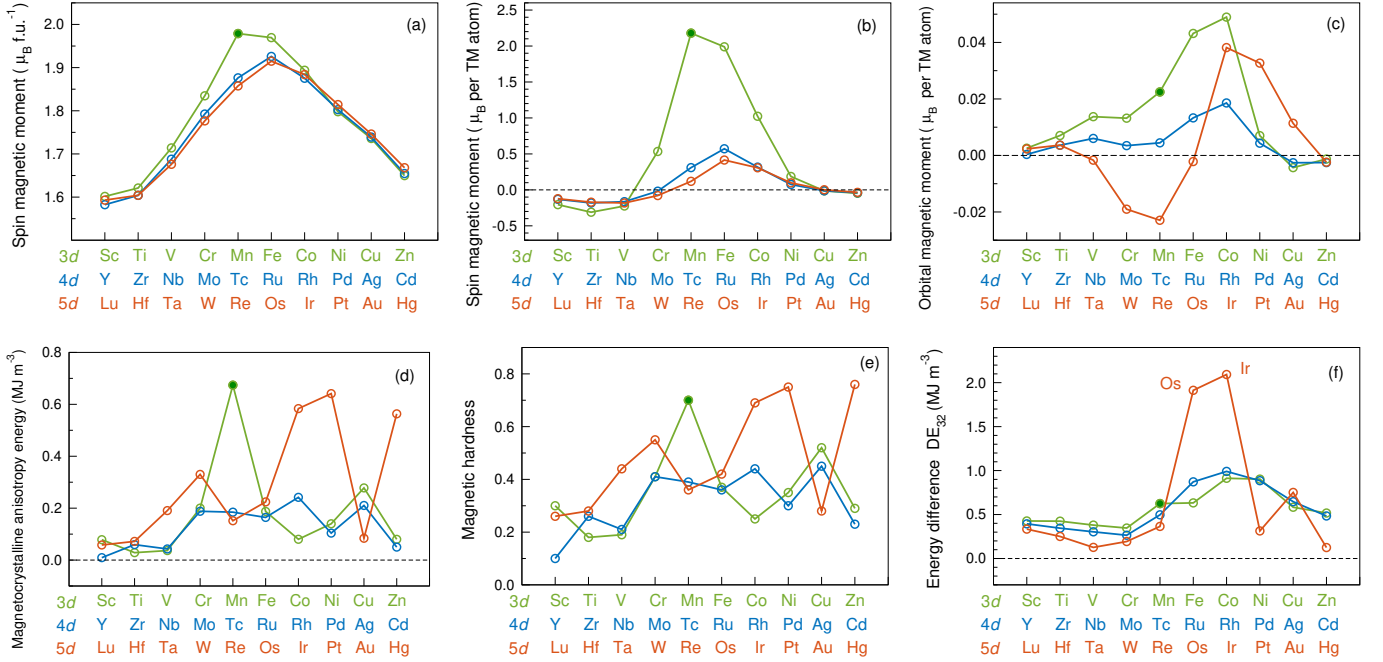 Spin magnetic moment ( μB f.u.⁻¹)
2.0
1.9
1.8
1.7
1.6
(a)
3d Sc Ti V Cr Mn Fe Co Ni Cu Zn
4d Y Zr Nb Mo Tc Ru Rh Pd Ag Cd
5d Lu Hf Ta W Re Os Ir Pt Au Hg
Spin magnetic moment ( μB per TM atom)
2.5
2.0
1.5
1.0
0.5
0.0
-0.5
(b)
3d Sc Ti V Cr Mn Fe Co Ni Cu Zn
4d Y Zr Nb Mo Tc Ru Rh Pd Ag Cd
5d Lu Hf Ta W Re Os Ir Pt Au Hg
Orbital magnetic moment ( μB per TM atom)
0.04
0.02
0.00
-0.02
(c)
3d Sc Ti V Cr Mn Fe Co Ni Cu Zn
4d Y Zr Nb Mo Tc Ru Rh Pd Ag Cd
5d Lu Hf Ta W Re Os Ir Pt Au Hg
Magnetocrystalline anisotropy energy (MJ m⁻³)
0.8
0.6
0.4
0.2
0.0
(d)
3d Sc Ti V Cr Mn Fe Co Ni Cu Zn
4d Y Zr Nb Mo Tc Ru Rh Pd Ag Cd
5d Lu Hf Ta W Re Os Ir Pt Au Hg
Magnetic hardness
0.8
0.6
0.4
0.2
0.0
(e)
3d Sc Ti V Cr Mn Fe Co Ni Cu Zn
4d Y Zr Nb Mo Tc Ru Rh Pd Ag Cd
5d Lu Hf Ta W Re Os Ir Pt Au Hg
Energy difference DE₃₂ (MJ m⁻³)
2.0
1.5
1.0
0.5
0.0
Os
Ir
(f)
3d Sc Ti V Cr Mn Fe Co Ni Cu Zn
4d Y Zr Nb Mo Tc Ru Rh Pd Ag Cd
5d Lu Hf Ta W Re Os Ir Pt Au Hg